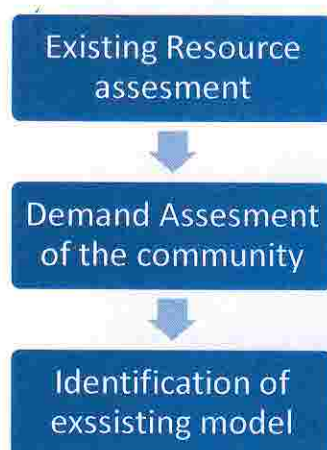 Existing Resource
assesment
Demand Assesment
of the community
Identification of
exssisting model